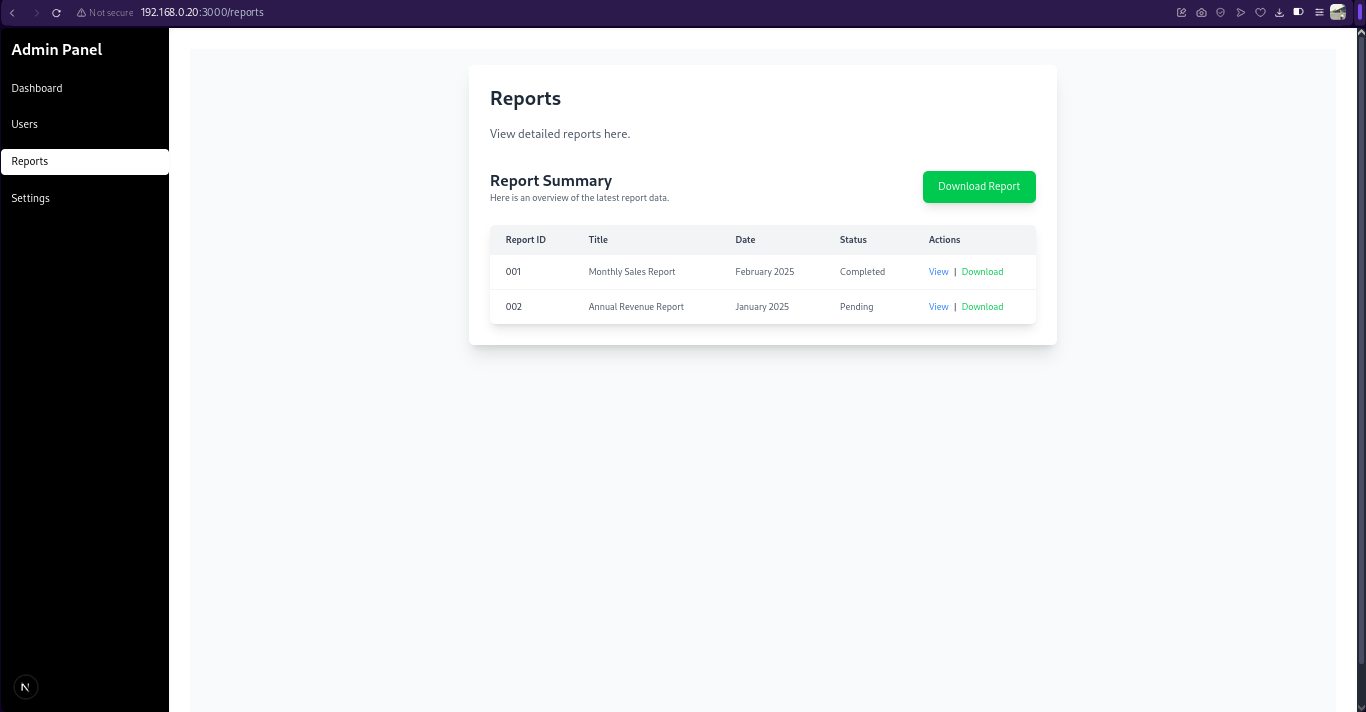 Not secure 192.168.0.20:3000/reports
Admin Panel
Dashboard
Users
Reports
Settings
N
Reports
View detailed reports here.
Report Summary
Here is an overview of the latest report data.
Download Report
Report ID Title Date Status Actions
001 Monthly Sales Report February 2025 Completed View | Download
002 Annual Revenue Report January 2025 Pending View | Download